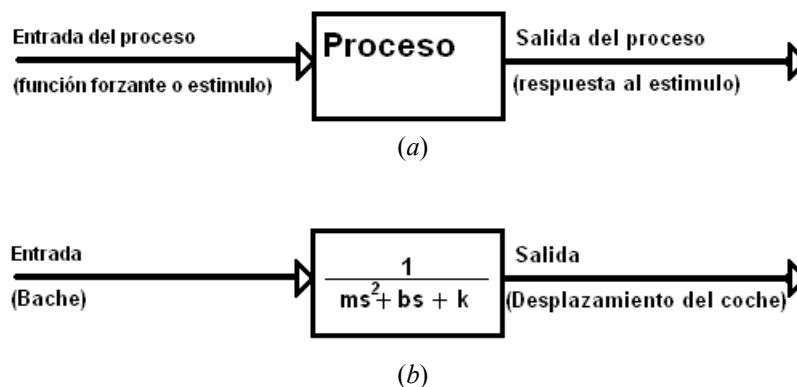 Entrada del proceso
(función forzante o estimulo)
Proceso
Salida del proceso
(respuesta al estimulo)
(a)
Entrada
(Bache)
1
ms²+ bs + k
Salida
(Desplazamiento del coche)
(b)